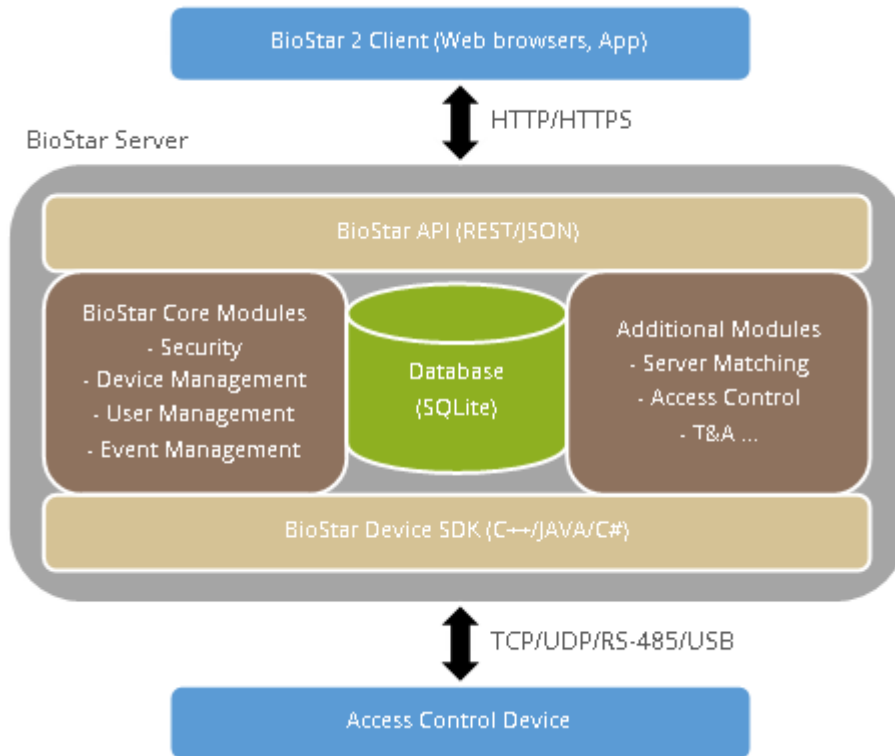 BioStar 2 Client (Web browsers, App)
HTTP/HTTPS
BioStar Server
BioStar API (REST/JSON)
BioStar Core Modules
- Security
- Device Management
- User Management
- Event Management
Database
(SQLite)
Additional Modules
- Server Matching
- Access Control
- T&A ...
BioStar Device SDK (C++/JAVA/C#)
TCP/UDP/RS-485/USB
Access Control Device